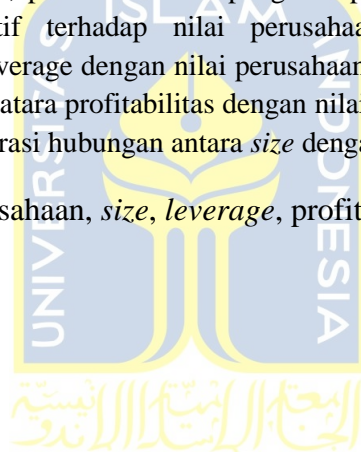 tif terhadap nilai perusahaa
verage dengan nilai perusahaan
atara profitabilitas dengan nilai
rasi hubungan antara size denga
sahaan, size, leverage, profit
ISLAM
UNIVERSITAS
INDONESIA